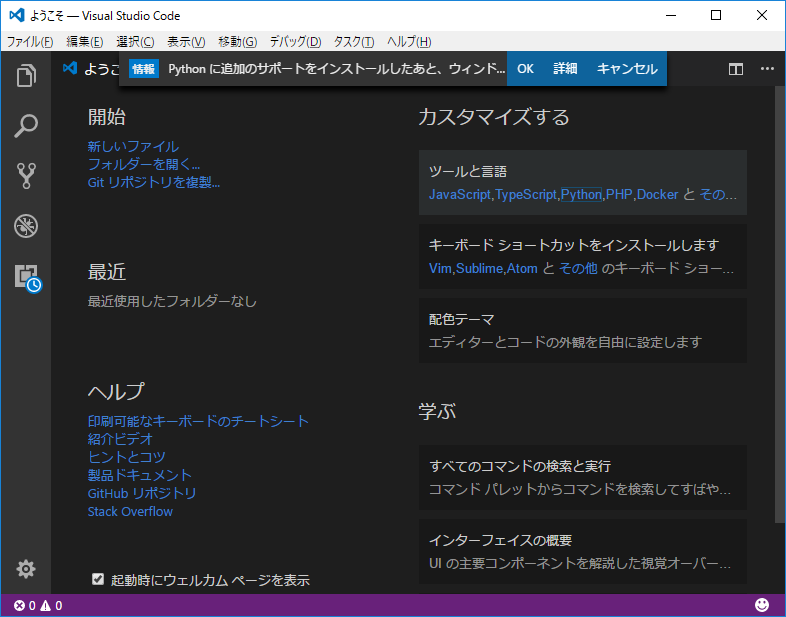 ようこそ — Visual Studio Code
ファイル(F) 編集(E) 選択(C) 表示(V) 移動(G) デバッグ(D) タスク(T) ヘルプ(H)
ようこ 情報 Python に追加のサポートをインストールしたあと、ウィンド... OK 詳細 キャンセル
開始
新しいファイル
フォルダーを開く...
Git リポジトリを複製...
最近
最近使用したフォルダーなし
ヘルプ
印刷可能なキーボードのチートシート
紹介ビデオ
ヒントとコツ
製品ドキュメント
GitHub リポジトリ
Stack Overflow
起動時にウェルカム ページを表示
カスタマイズする
ツールと言語
JavaScript,TypeScript,Python,PHP,Docker と その...
キーボード ショートカットをインストールします
Vim,Sublime,Atom と その他 のキーボード ショー...
配色テーマ
エディターとコードの外観を自由に設定します
学ぶ
すべてのコマンドの検索と実行
コマンド パレットからコマンドを検索してすばや...
インターフェイスの概要
UI の主要コンポーネントを解説した視覚オーバー...
0 0